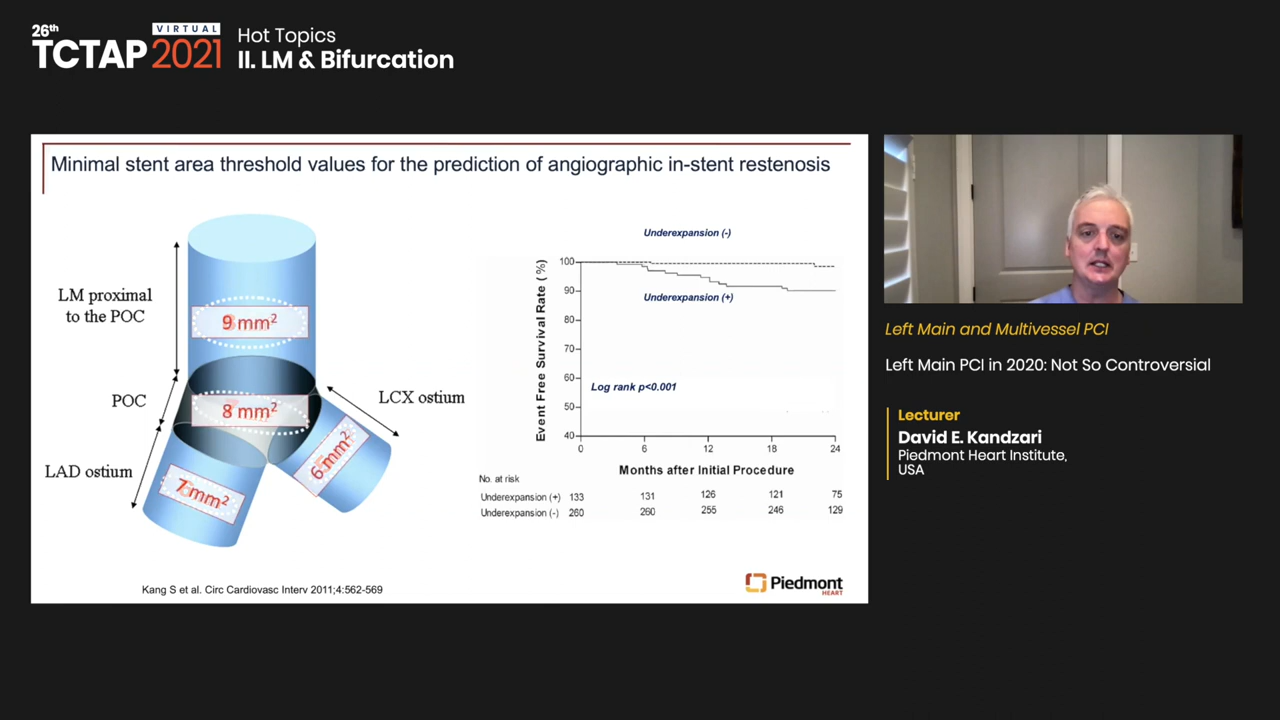 26th
VIRTUAL
TCTAP 2021
Hot Topics
II. LM & Bifurcation
Minimal stent area threshold values for the prediction of angiographic in-stent restenosis
LM proximal
to the POC
9 mm²
POC
8 mm²
LCX ostium
LAD ostium
6 mm²
7 mm²
Kang S et al. Circ Cardiovasc Interv 2011;4:562-569
Underexpansion (-)
Underexpansion (+)
Log rank p<0.001
Event Free Survival Rate (%)
100
90
80
70
60
50
40
0 6 12 18 24
Months after Initial Procedure
No. at risk
Underexpansion (+) 133 131 126 121 75
Underexpansion (-) 260 260 255 246 129
Piedmont
HEART
Left Main and Multivessel PCI
Left Main PCI in 2020: Not So Controversial
Lecturer
David E. Kandzari
Piedmont Heart Institute,
USA